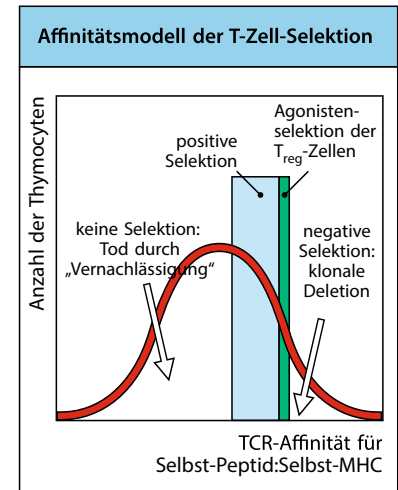 Affinitätsmodell der T-Zell-Selektion
Anzahl der Thymocyten
positive
Selektion
Agonisten-
selektion der
Treg-Zellen
keine Selektion:
Tod durch
„Vernachlässigung“
negative
Selektion:
klonale
Deletion
TCR-Affinität für
Selbst-Peptid:Selbst-MHC